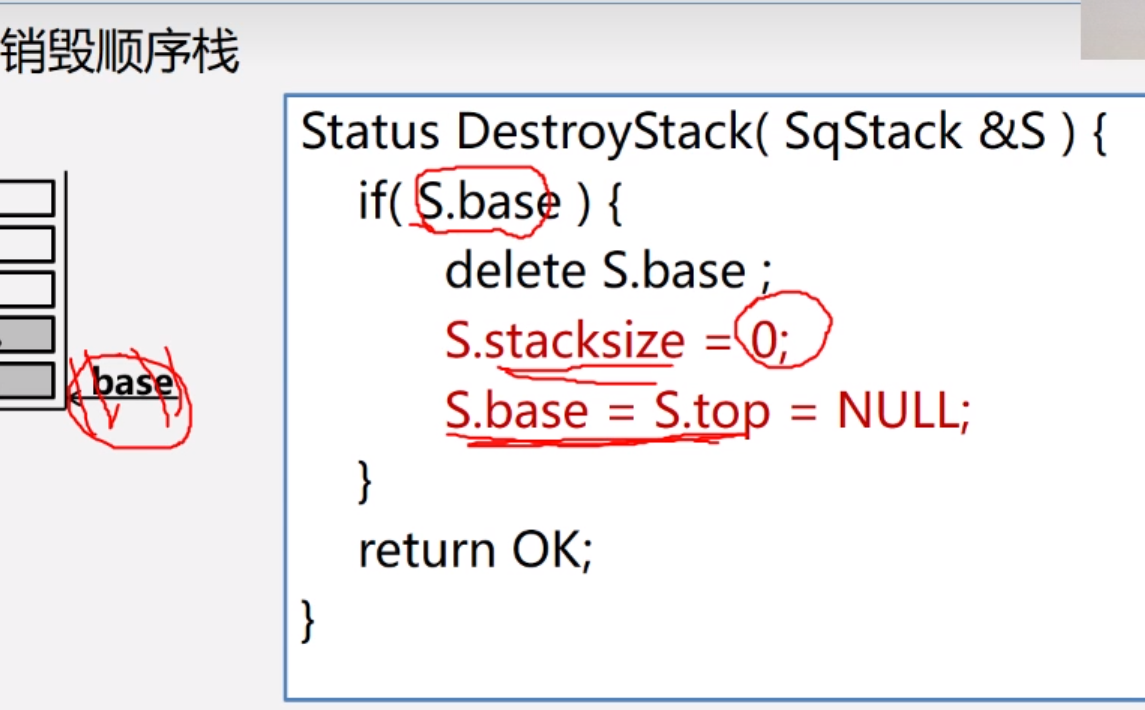 销毁顺序栈
Status DestroyStack( SqStack &S ) {
if( S.base ) {
delete S.base ;
S.stacksize = 0;
S.base = S.top = NULL;
}
return OK;
}
base